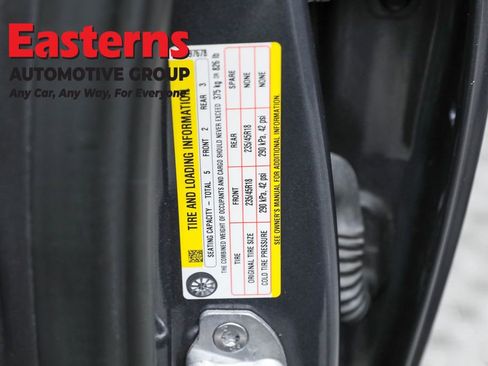 Easterns
AUTOMOTIVE GROUP
Any Car, Any Way, For Everyone
TIRE AND LOADING INFORMATION
SEATING CAPACITY – TOTAL 5 FRONT 2 REAR 3
THE COMBINED WEIGHT OF OCCUPANTS AND CARGO SHOULD NEVER EXCEED 375 kg OR 826 lb
TIRE FRONT REAR SPARE
ORIGINAL TIRE SIZE 235/45R18 235/45R18 NONE
COLD TIRE PRESSURE 290 kPa, 42 psi 290 kPa, 42 psi NONE
SEE OWNER'S MANUAL FOR ADDITIONAL INFORMATION